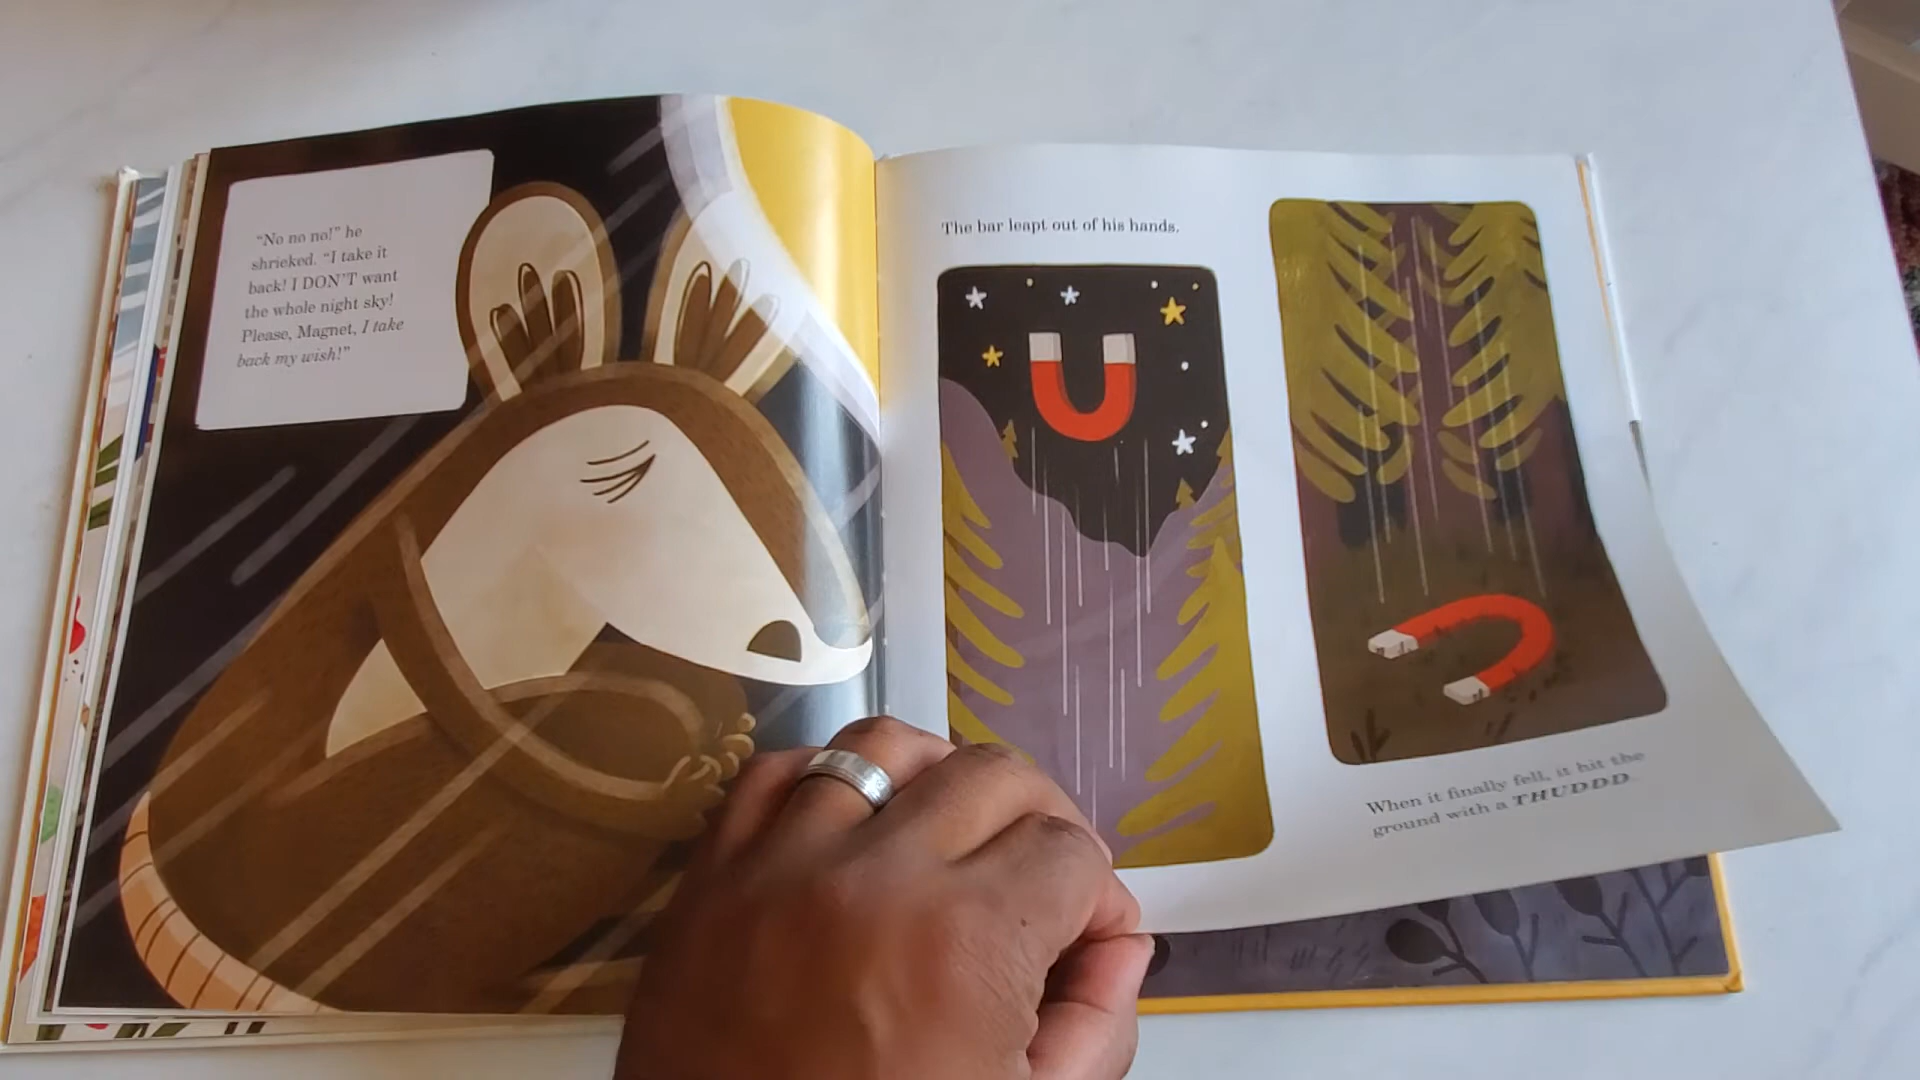 “No no no!” he
shrieked. “I take it
back! I DON’T want
the whole night sky!
Please, Magnet, I take
back my wish!”
The bar leapt out of his hands.
When it finally fell, it hit the
ground with a THUDDD